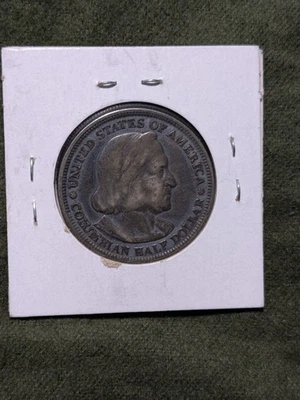 UNITED STATES OF AMERICA
COLUMBIAN HALF DOLLAR